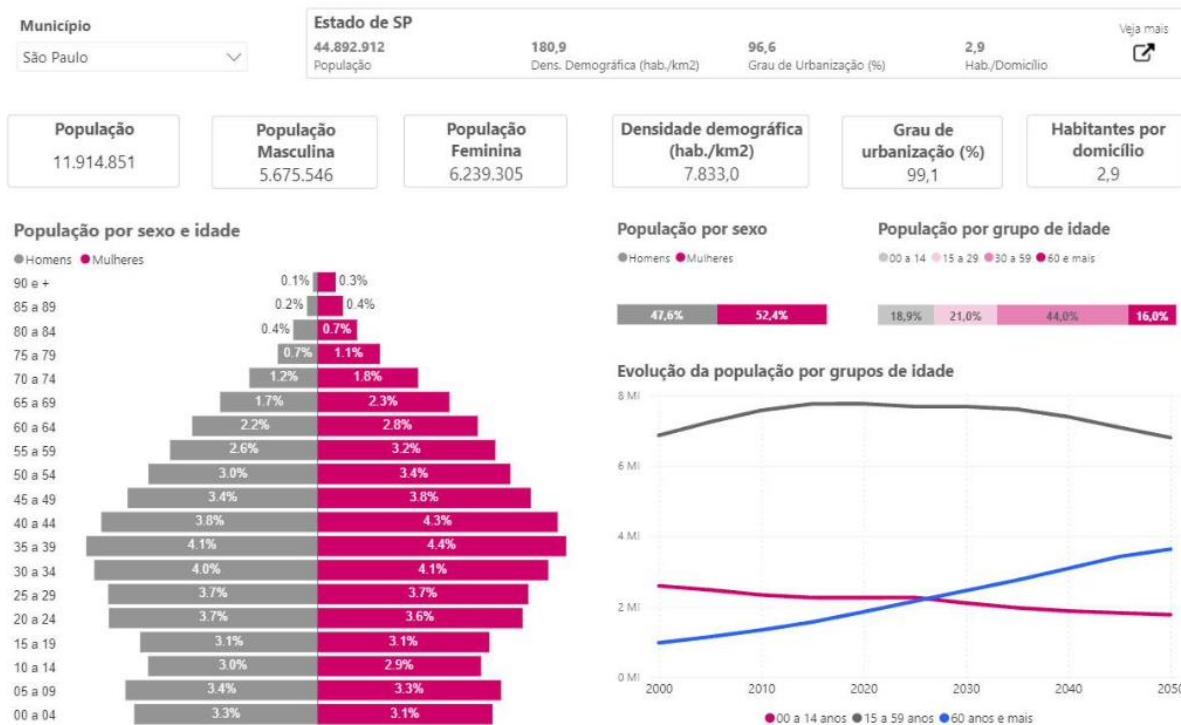 Município
São Paulo
Estado de SP
44.892.912 180,9 96,6 2,9
População Dens. Demográfica (hab./km2) Grau de Urbanização (%) Hab./Domicílio
Veja mais
População
11.914.851
População
Masculina
5.675.546
População
Feminina
6.239.305
Densidade demográfica
(hab./km2)
7.833,0
Grau de
urbanização (%)
99,1
Habitantes por
domicílio
2,9
População por sexo e idade
Homens Mulheres
90 e + 0.1% 0.3%
85 a 89 0.2% 0.4%
80 a 84 0.4% 0.7%
75 a 79 0.7% 1.1%
70 a 74 1.2% 1.8%
65 a 69 1.7% 2.3%
60 a 64 2.2% 2.8%
55 a 59 2.6% 3.2%
50 a 54 3.0% 3.4%
45 a 49 3.4% 3.8%
40 a 44 3.8% 4.3%
35 a 39 4.1% 4.4%
30 a 34 4.0% 4.1%
25 a 29 3.7% 3.7%
20 a 24 3.7% 3.6%
15 a 19 3.1% 3.1%
10 a 14 3.0% 2.9%
05 a 09 3.4% 3.3%
00 a 04 3.3% 3.1%
População por sexo
Homens Mulheres
47,6% 52,4%
População por grupo de idade
00 a 14 15 a 29 30 a 59 60 e mais
18,9% 21,0% 44,0% 16,0%
Evolução da população por grupos de idade
8 Mi
6 Mi
4 Mi
2 Mi
0 Mi
2000 2010 2020 2030 2040 2050
00 a 14 anos 15 a 59 anos 60 anos e mais